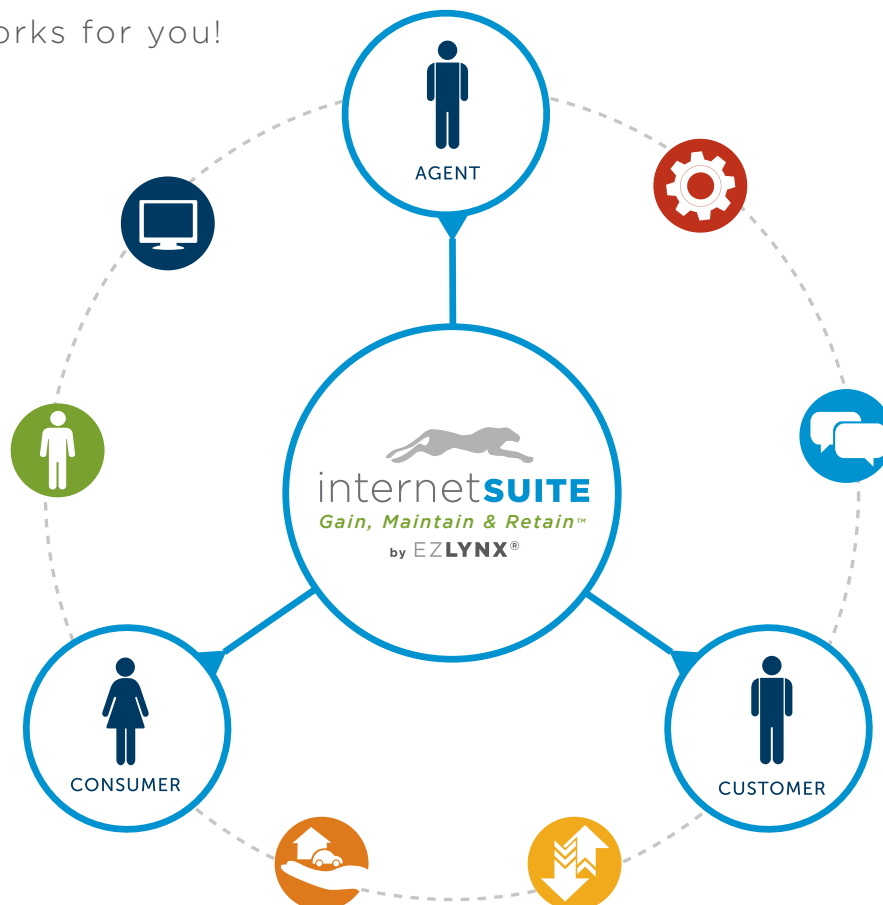 orks for you!
AGENT
internetSUITE
Gain, Maintain & Retain™
by EZLYNX®
CONSUMER
CUSTOMER